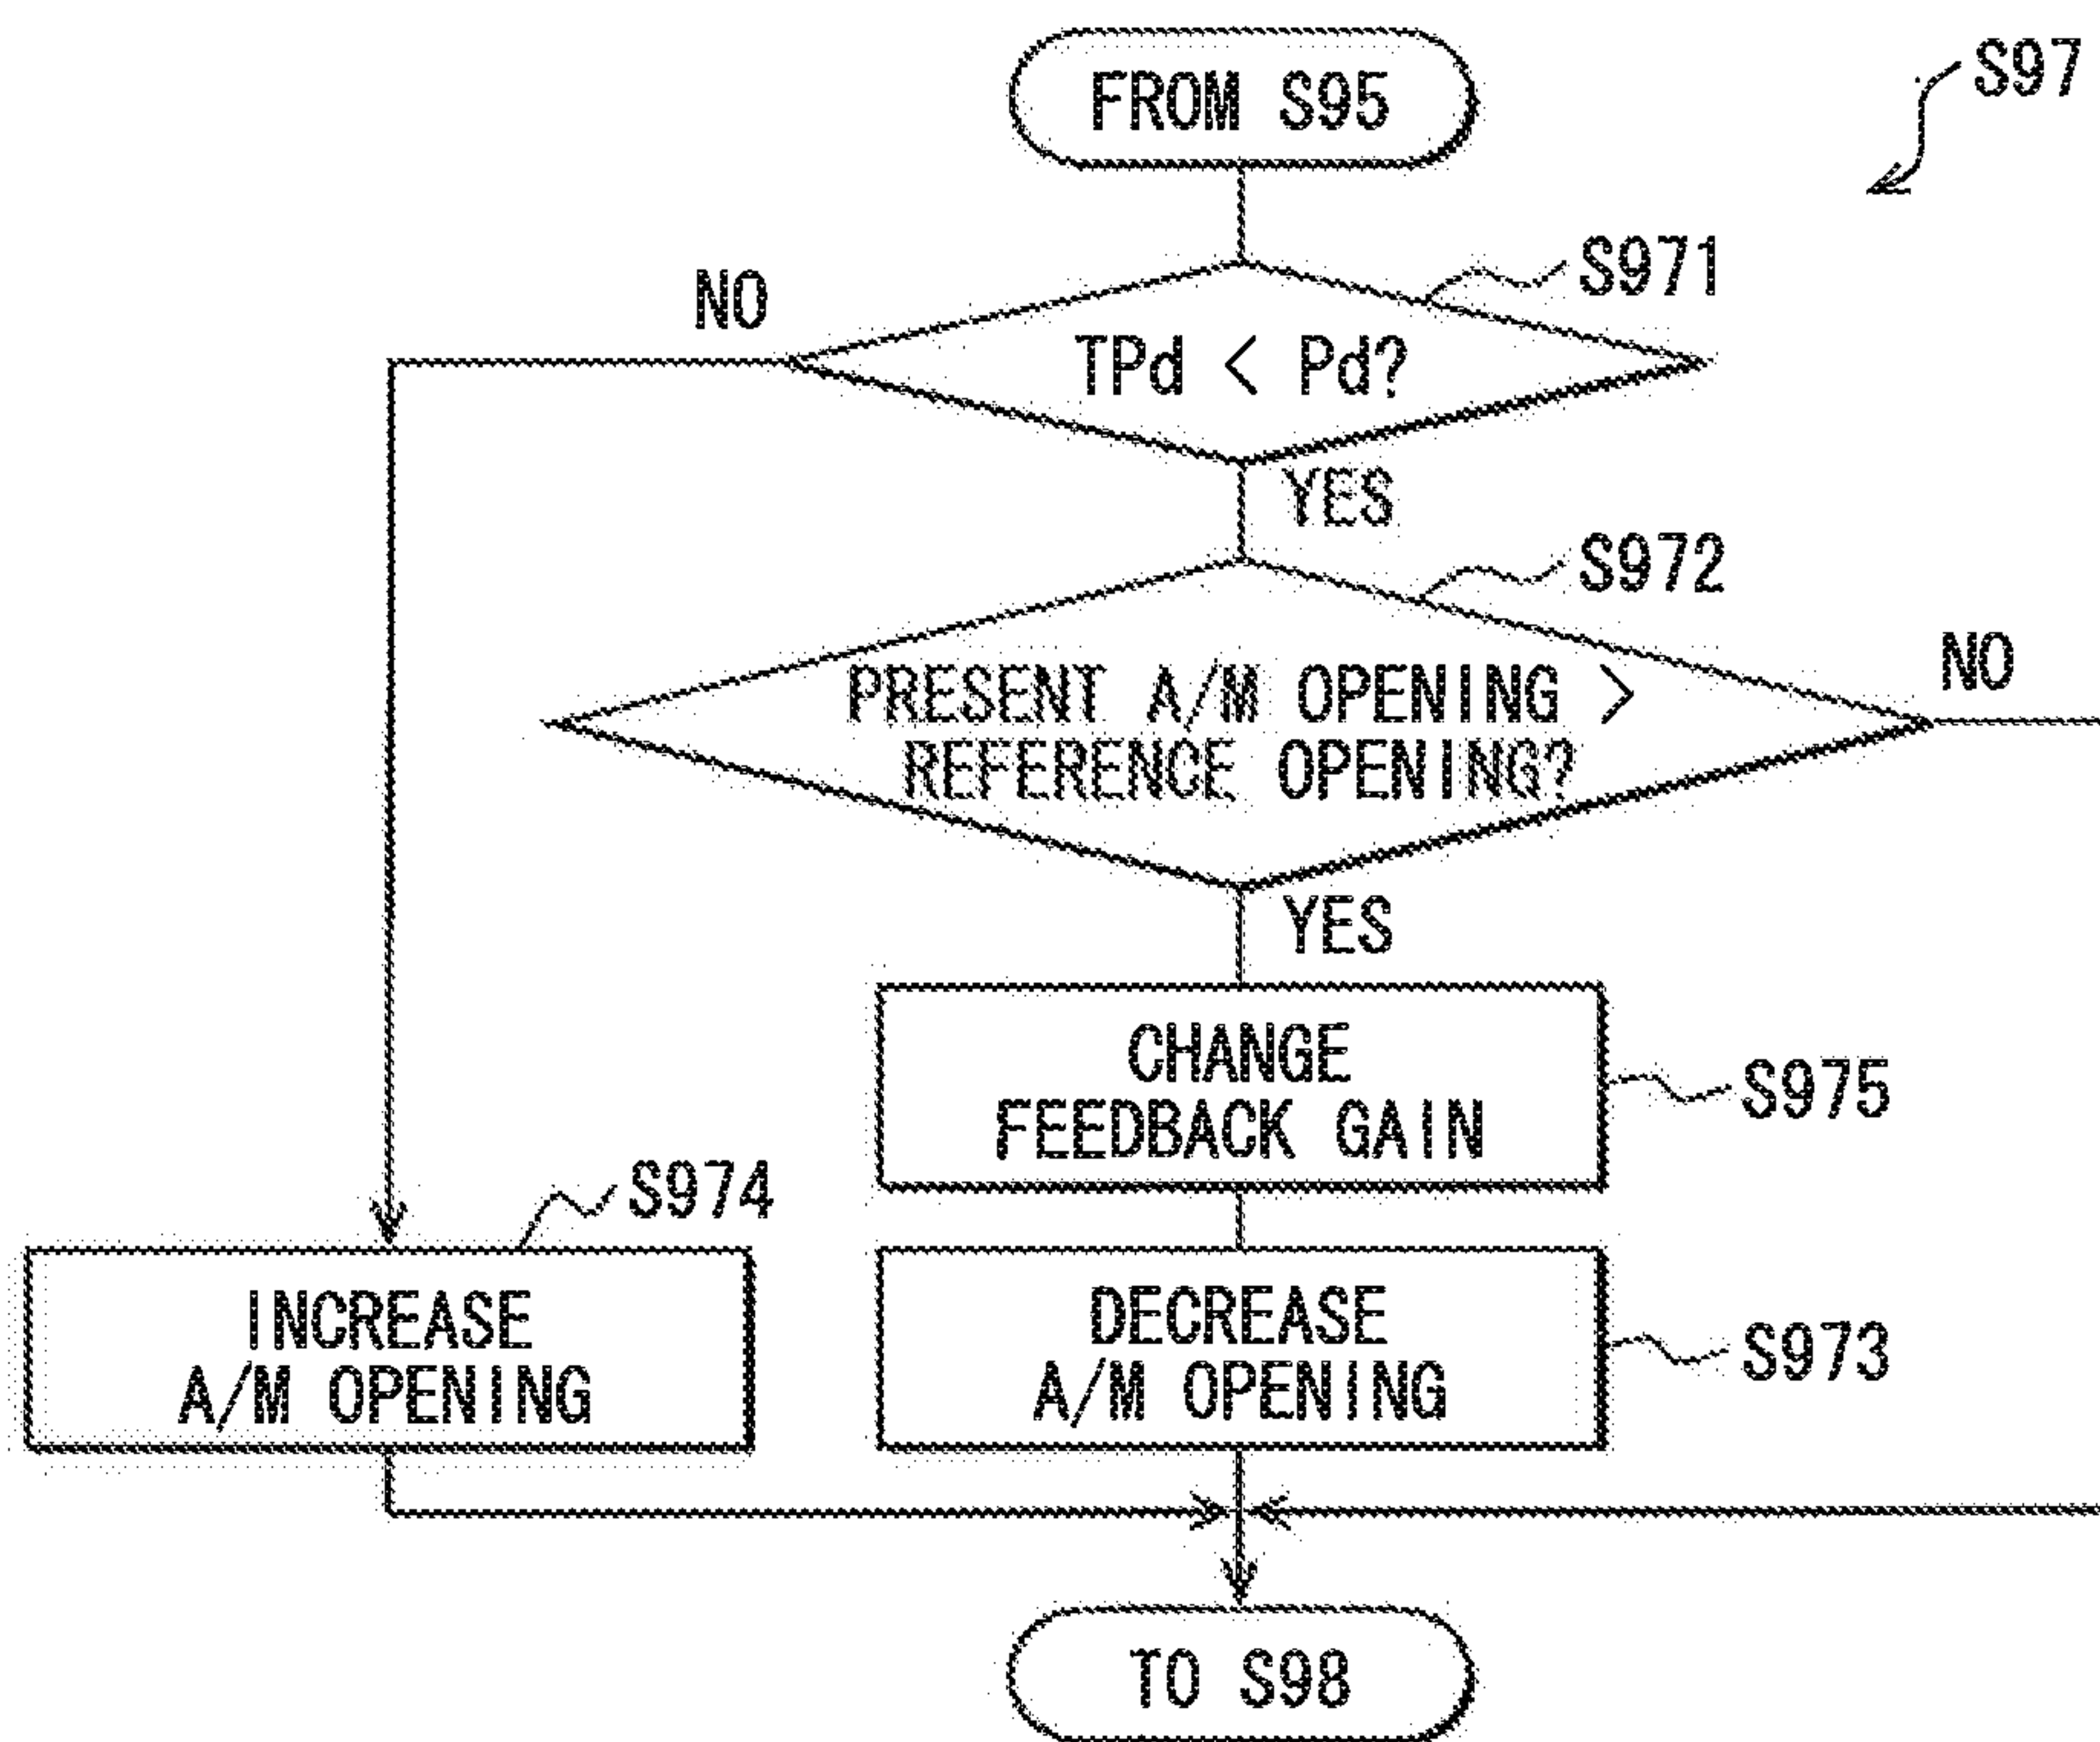 FROM S95
S97
S971
NO
TPd < Pd?
YES
S972
NO
PRESENT A/M OPENING >
REFERENCE OPENING?
YES
CHANGE
FEEDBACK GAIN
S975
S974
INCREASE
A/M OPENING
DECREASE
A/M OPENING
S973
TO S98